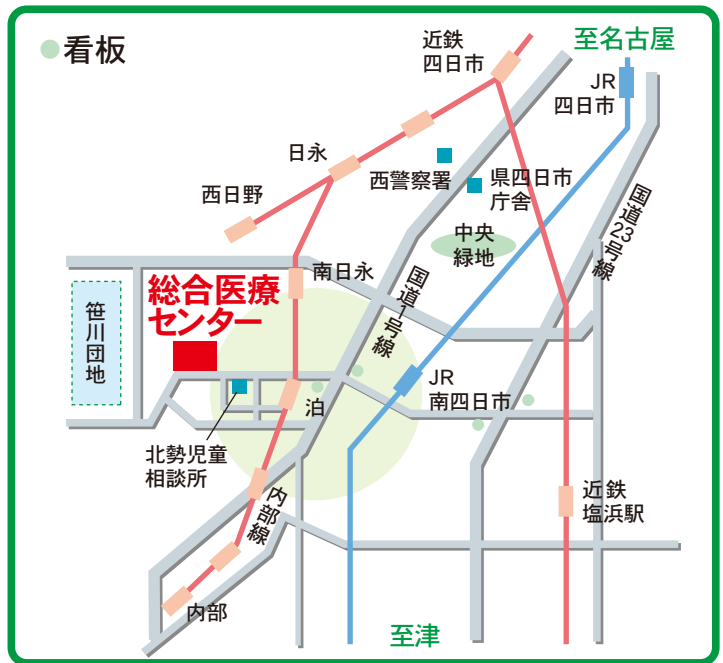 看板
近鉄
四日市
至名古屋
JR
四日市
日永
西日野
西警察署
県四日市
庁舎
中央
緑地
国道23号線
南日永
国道1号線
総合医療
センター
笹川団地
JR
南四日市
泊
北勢児童
相談所
内部線
近鉄
塩浜駅
内部
至津